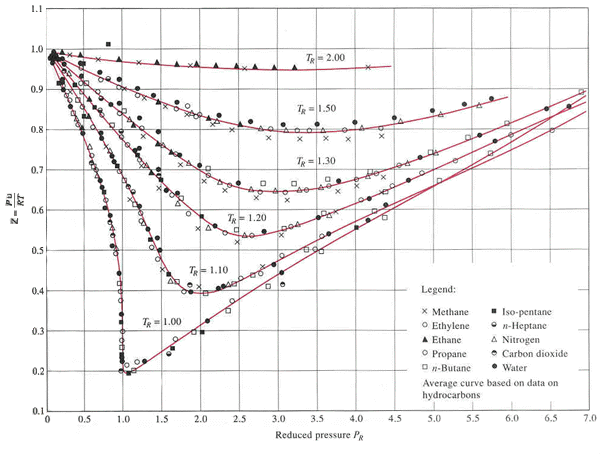 1.1
1.0
0.9
0.8
0.7
0.6
0.5
0.4
0.3
0.2
0.1
Z = Pυ/RT
T_R = 2.00
T_R = 1.50
T_R = 1.30
T_R = 1.20
T_R = 1.10
T_R = 1.00
Legend:
× Methane
○ Ethylene
▲ Ethane
○ Propane
□ n-Butane
■ Iso-pentane
n-Heptane
△ Nitrogen
Carbon dioxide
● Water
Average curve based on data on
hydrocarbons
0 0.5 1.0 1.5 2.0 2.5 3.0 3.5 4.0 4.5 5.0 5.5 6.0 6.5 7.0
Reduced pressure P_R